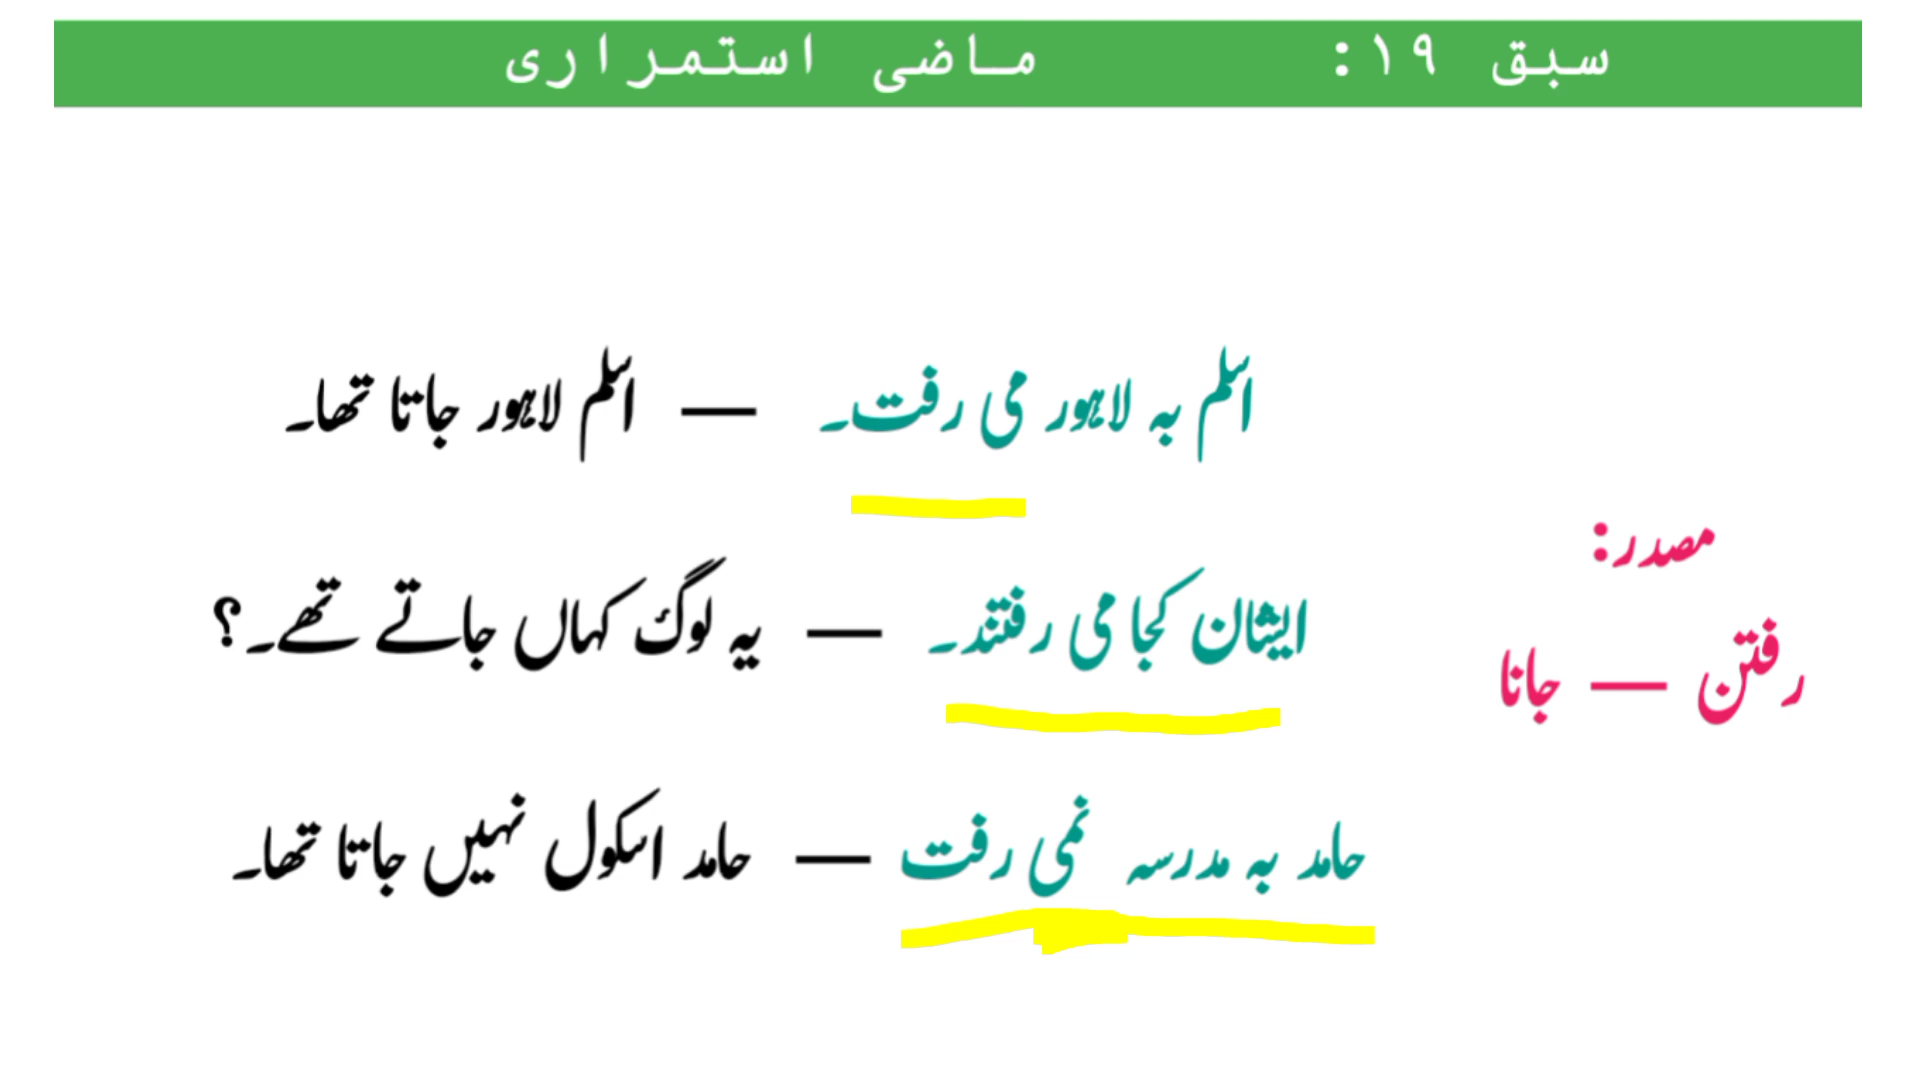 سبق ۱۹: ماضی استمراری
اسلم بہ لاہور می رفت۔ — اسلم لاہور جاتا تھا۔
مصدر:
ایشان کجا می رفتند۔ — یہ لوگ کہاں جاتے تھے۔؟
رفتن — جانا
حامد بہ مدرسہ نمی رفت — حامد اسکول نہیں جاتا تھا۔